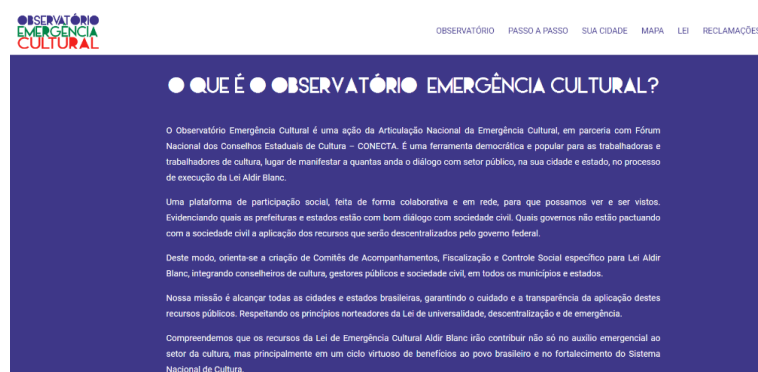 OBSERVATÓRIO
EMERGÊNCIA
CULTURAL
OBSERVATÓRIO PASSO A PASSO SUA CIDADE MAPA LEI RECLAMAÇÕES
O QUE É O OBSERVATÓRIO EMERGÊNCIA CULTURAL?
O Observatório Emergência Cultural é uma ação da Articulação Nacional da Emergência Cultural, em parceria com Fórum
Nacional dos Conselhos Estaduais de Cultura – CONECTA. É uma ferramenta democrática e popular para as trabalhadoras e
trabalhadores de cultura, lugar de manifestar a quantas anda o diálogo com setor público, na sua cidade e estado, no processo
de execução da Lei Aldir Blanc.
Uma plataforma de participação social, feita de forma colaborativa e em rede, para que possamos ver e ser vistos.
Evidenciando quais as prefeituras e estados estão com bom diálogo com sociedade civil. Quais governos não estão pactuando
com a sociedade civil a aplicação dos recursos que serão descentralizados pelo governo federal.
Deste modo, orienta-se a criação de Comitês de Acompanhamentos, Fiscalização e Controle Social específico para Lei Aldir
Blanc, integrando conselheiros de cultura, gestores públicos e sociedade civil, em todos os municípios e estados.
Nossa missão é alcançar todas as cidades e estados brasileiras, garantindo o cuidado e a transparência da aplicação destes
recursos públicos. Respeitando os princípios norteadores da Lei de universalidade, descentralização e de emergência.
Compreendemos que os recursos da Lei de Emergência Cultural Aldir Blanc irão contribuir não só no auxílio emergencial ao
setor da cultura, mas principalmente em um ciclo virtuoso de benefícios ao povo brasileiro e no fortalecimento do Sistema
Nacional de Cultura.